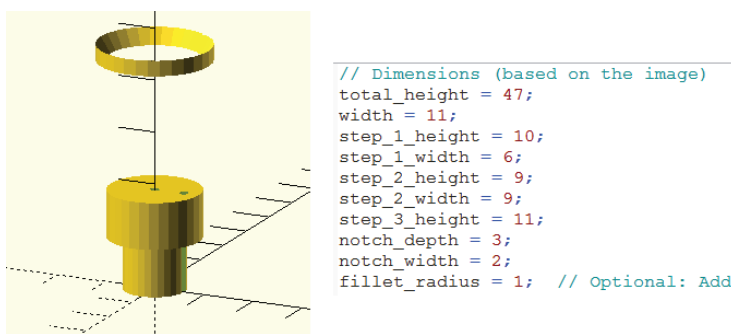 // Dimensions (based on the image)
total_height = 47;
width = 11;
step_1_height = 10;
step_1_width = 6;
step_2_height = 9;
step_2_width = 9;
step_3_height = 11;
notch_depth = 3;
notch_width = 2;
fillet_radius = 1;  // Optional: Add